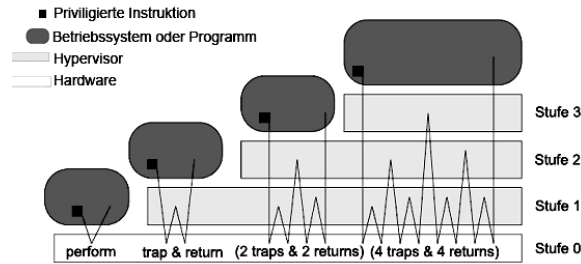 Priviligierte Instruktion
Betriebssystem oder Programm
Hypervisor
Hardware
Stufe 3
Stufe 2
Stufe 1
perform trap & return (2 traps & 2 returns) (4 traps & 4 returns) Stufe 0